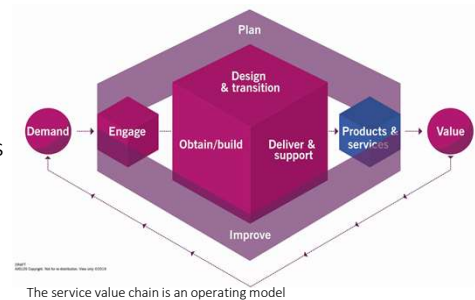 Plan
Design
& transition
Demand
Engage
Obtain/build
Deliver &
support
Products &
services
Value
Improve
The service value chain is an operating model